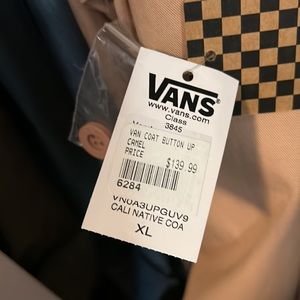 VANS
www.vans.com
Class
3845
VAN COAT BUTTON UP
CAMEL
PRICE
$139.99
6284
VN0A3UPGUV9
CALI NATIVE COA
XL